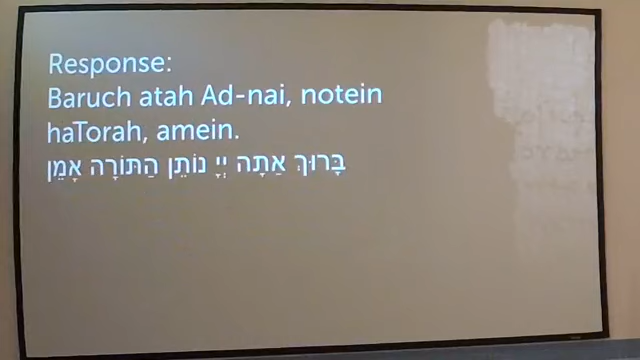 Response:
Baruch atah Ad-nai, notein
haTorah, amein.
בָּרוּךְ אַתָּה יְיָ נוֹתֵן הַתּוֹרָה אָמֵן